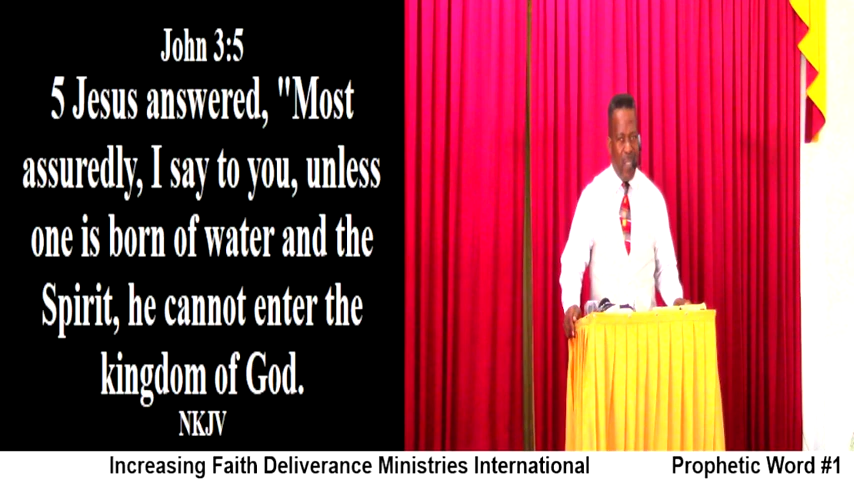 John 3:5
5 Jesus answered, "Most
assuredly, I say to you, unless
one is born of water and the
Spirit, he cannot enter the
kingdom of God.
NKJV
Increasing Faith Deliverance Ministries International
Prophetic Word #1